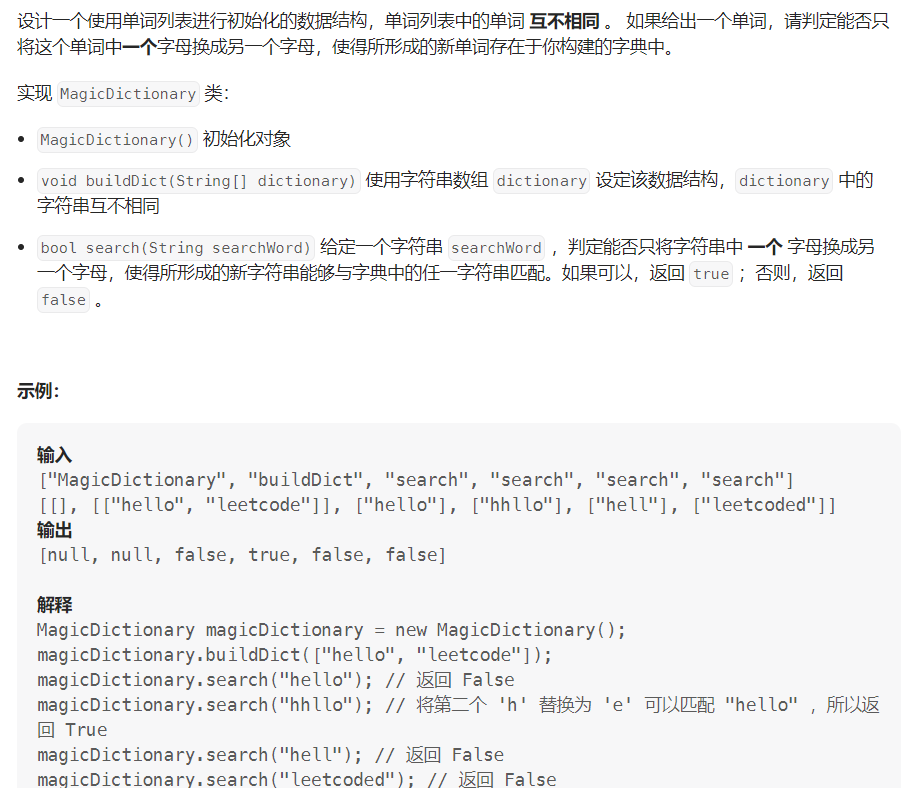 设计一个使用单词列表进行初始化的数据结构，单词列表中的单词 互不相同 。 如果给出一个单词，请判定能否只
将这个单词中一个字母换成另一个字母，使得所形成的新单词存在于你构建的字典中。
实现 MagicDictionary 类：
• MagicDictionary() 初始化对象
• void buildDict(String[] dictionary) 使用字符串数组 dictionary 设定该数据结构，dictionary 中的
字符串互不相同
• bool search(String searchWord) 给定一个字符串 searchWord ，判定能否只将字符串中 一个 字母换成另
一个字母，使得所形成的新字符串能够与字典中的任一字符串匹配。如果可以，返回 true ；否则，返回
false 。
示例：
输入
["MagicDictionary", "buildDict", "search", "search", "search", "search"]
[[], [["hello", "leetcode"]], ["hello"], ["hhllo"], ["hell"], ["leetcoded"]]
输出
[null, null, false, true, false, false]
解释
MagicDictionary magicDictionary = new MagicDictionary();
magicDictionary.buildDict(["hello", "leetcode"]);
magicDictionary.search("hello"); // 返回 False
magicDictionary.search("hhllo"); // 将第二个 'h' 替换为 'e' 可以匹配 "hello" ，所以返
回 True
magicDictionary.search("hell"); // 返回 False
magicDictionary.search("leetcoded"); // 返回 False